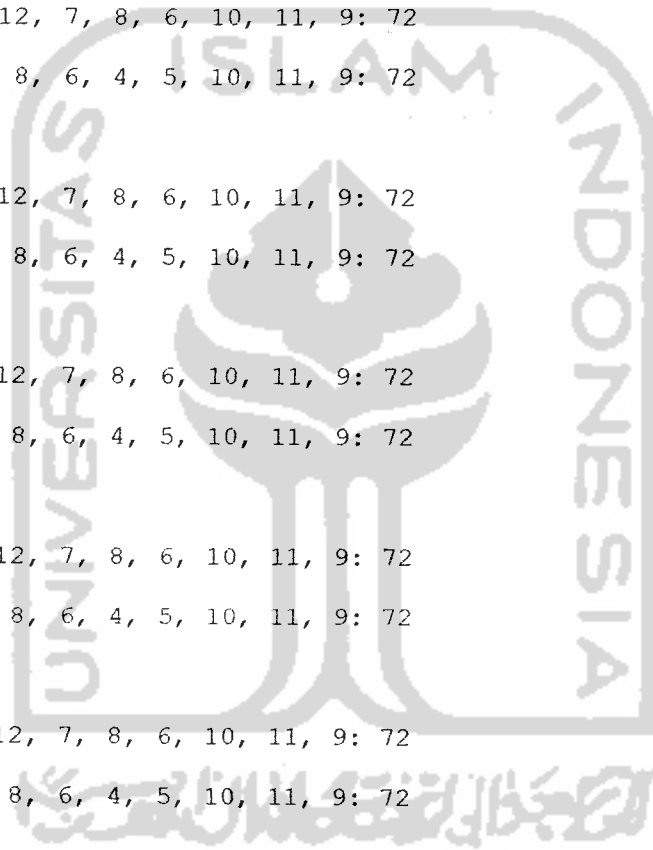 12, 7, 8, 6, 10, 11, 9: 72
8, 6, 4, 5, 10, 11, 9: 72
12, 7, 8, 6, 10, 11, 9: 72
8, 6, 4, 5, 10, 11, 9: 72
12, 7, 8, 6, 10, 11, 9: 72
8, 6, 4, 5, 10, 11, 9: 72
12, 7, 8, 6, 10, 11, 9: 72
8, 6, 4, 5, 10, 11, 9: 72
12, 7, 8, 6, 10, 11, 9: 72
8, 6, 4, 5, 10, 11, 9: 72
UNIVERSITAS
ISLAM
INDONESIA